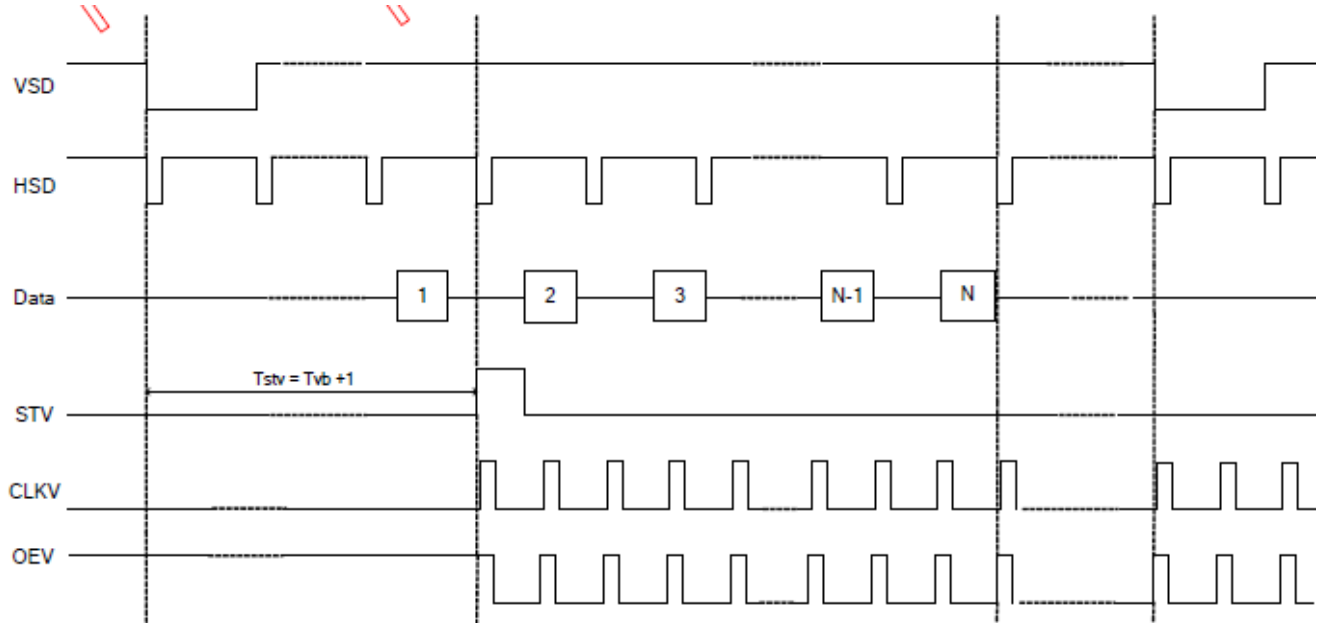 VSD
HSD
Data
1
2
3
N-1
N
Tstv = Tvb +1
STV
CLKV
OEV